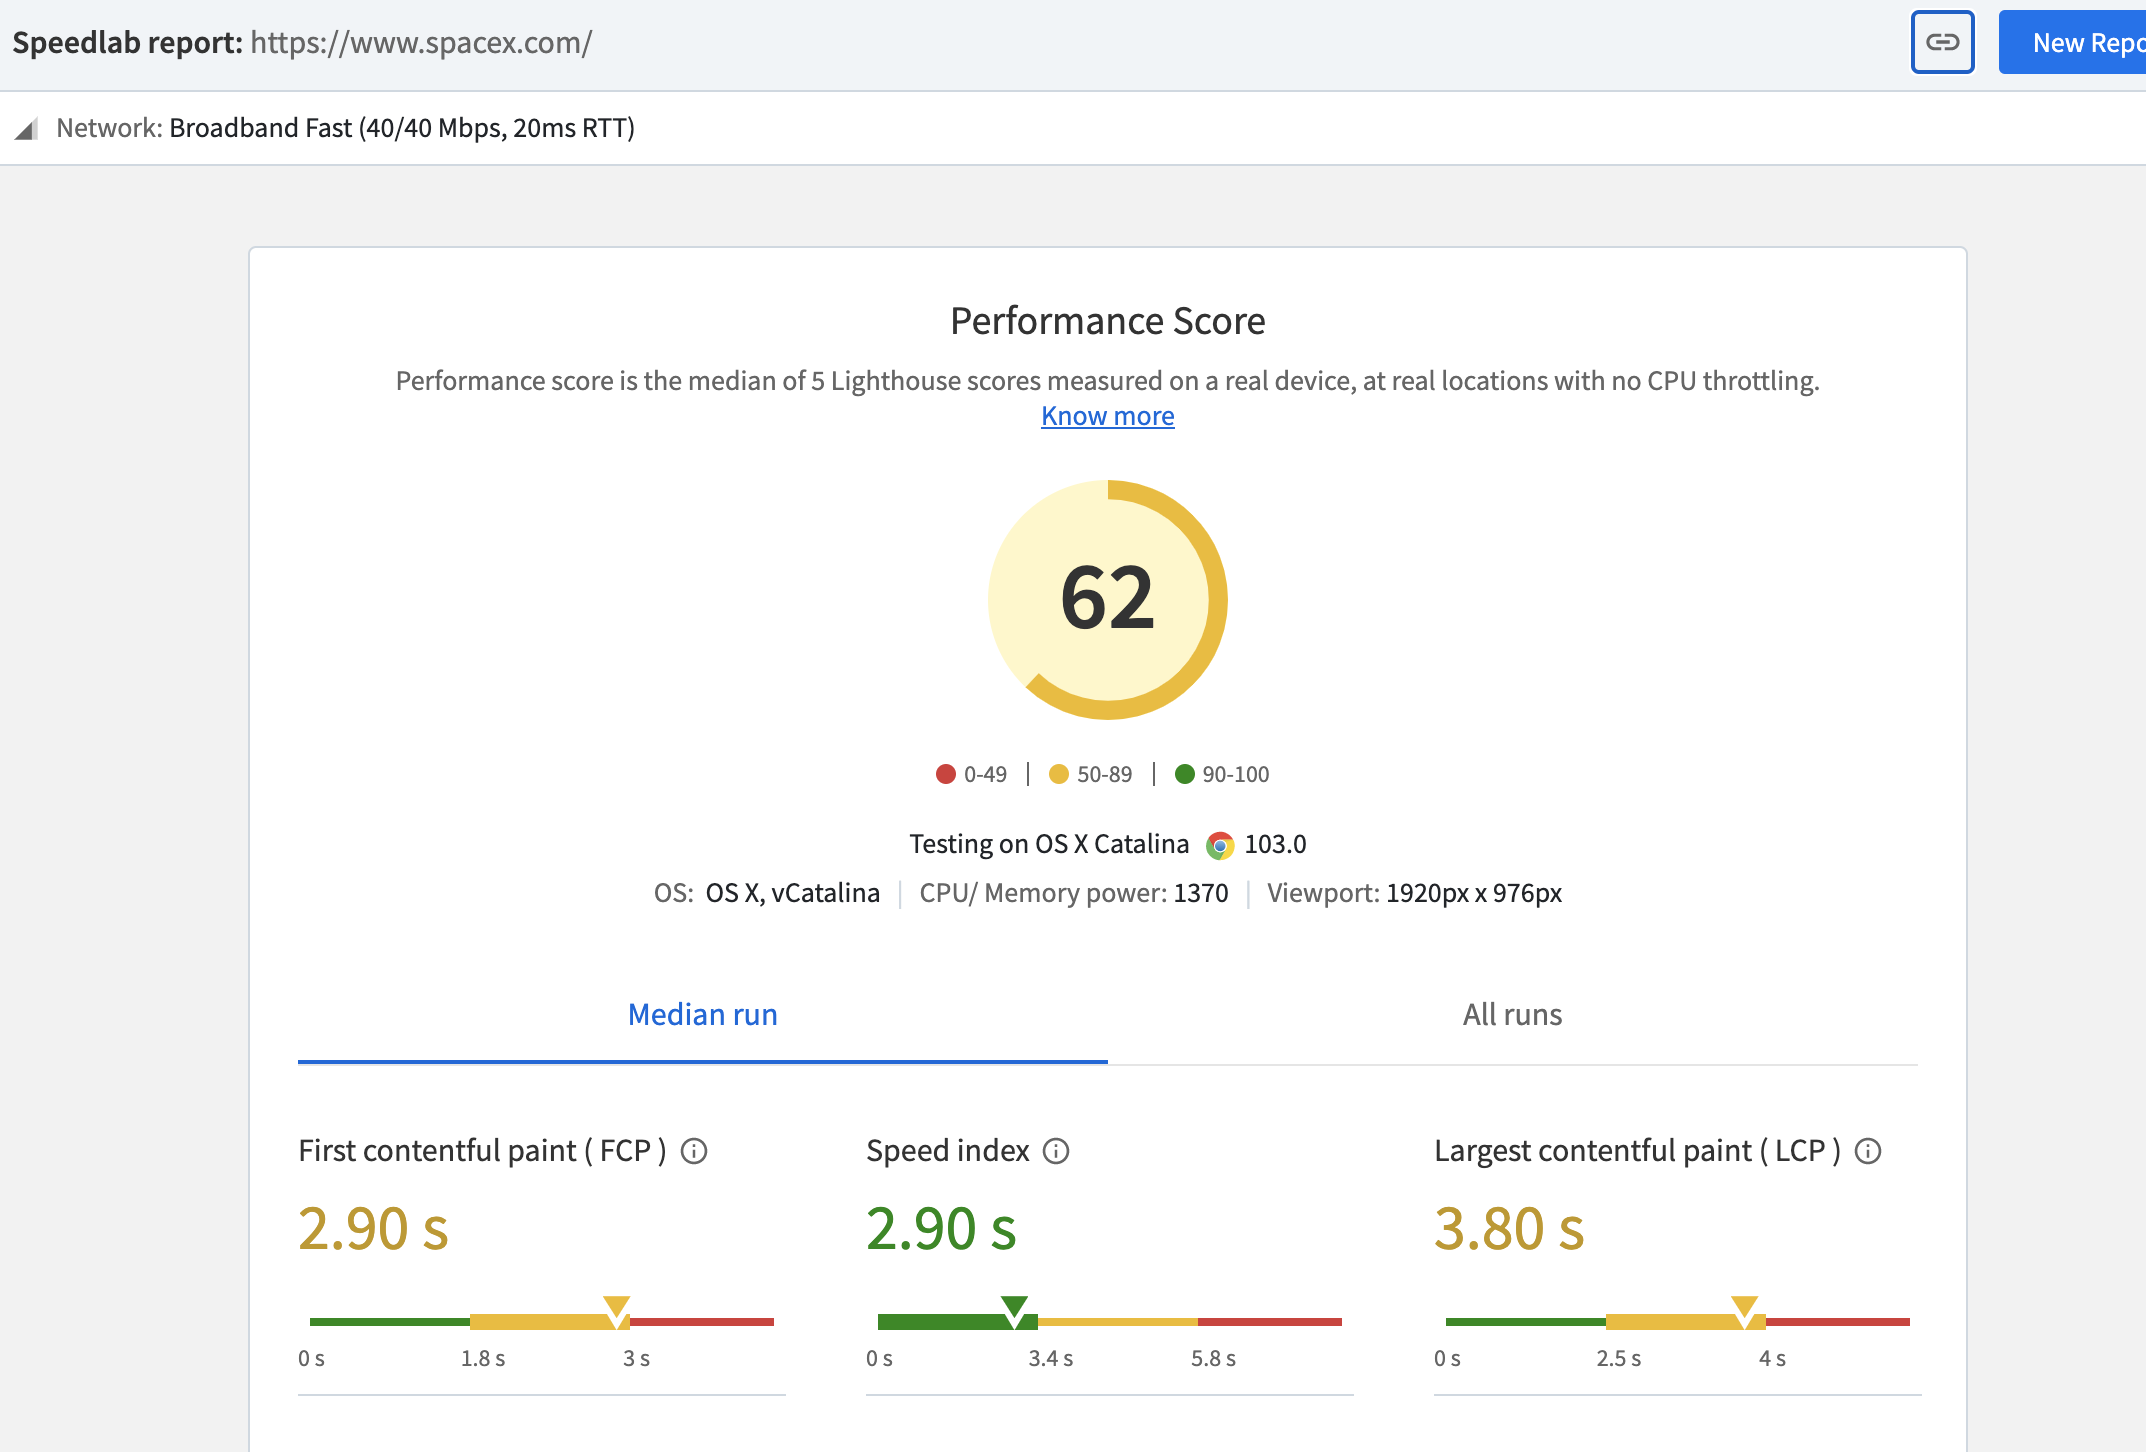 Speedlab report: https://www.spacex.com/
New Repo
Network: Broadband Fast (40/40 Mbps, 20ms RTT)
Performance Score
Performance score is the median of 5 Lighthouse scores measured on a real device, at real locations with no CPU throttling.
Know more
62
0-49 | 50-89 | 90-100
Testing on OS X Catalina 103.0
OS: OS X, vCatalina | CPU/ Memory power: 1370 | Viewport: 1920px x 976px
Median run
All runs
First contentful paint ( FCP )
2.90 s
0 s 1.8 s 3 s
Speed index
2.90 s
0 s 3.4 s 5.8 s
Largest contentful paint ( LCP )
3.80 s
0 s 2.5 s 4 s